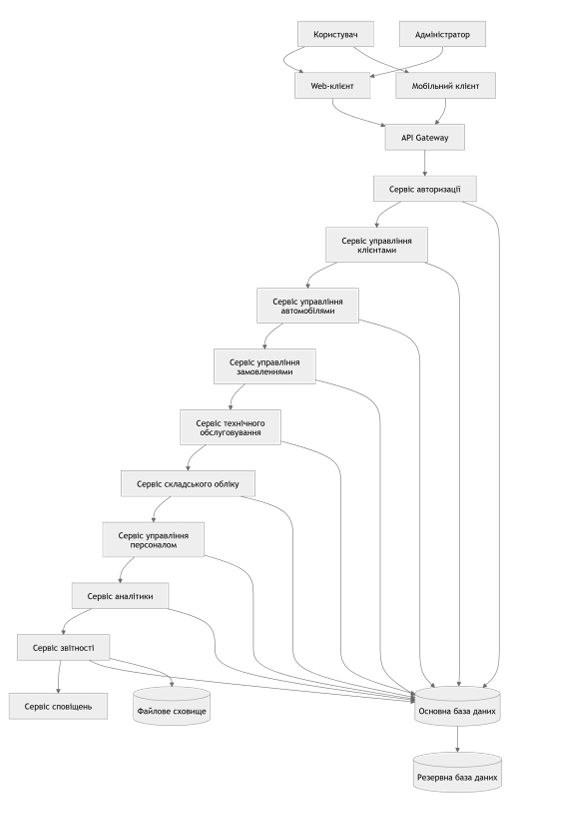 Користувач
Адміністратор
Web-клієнт
Мобільний клієнт
API Gateway
Сервіс авторизації
Сервіс управління
клієнтами
Сервіс управління
автомобілями
Сервіс управління
замовленнями
Сервіс технічного
обслуговування
Сервіс складського обліку
Сервіс управління
персоналом
Сервіс аналітики
Сервіс звітності
Сервіс сповіщень
Файлове сховище
Основна база даних
Резервна база даних